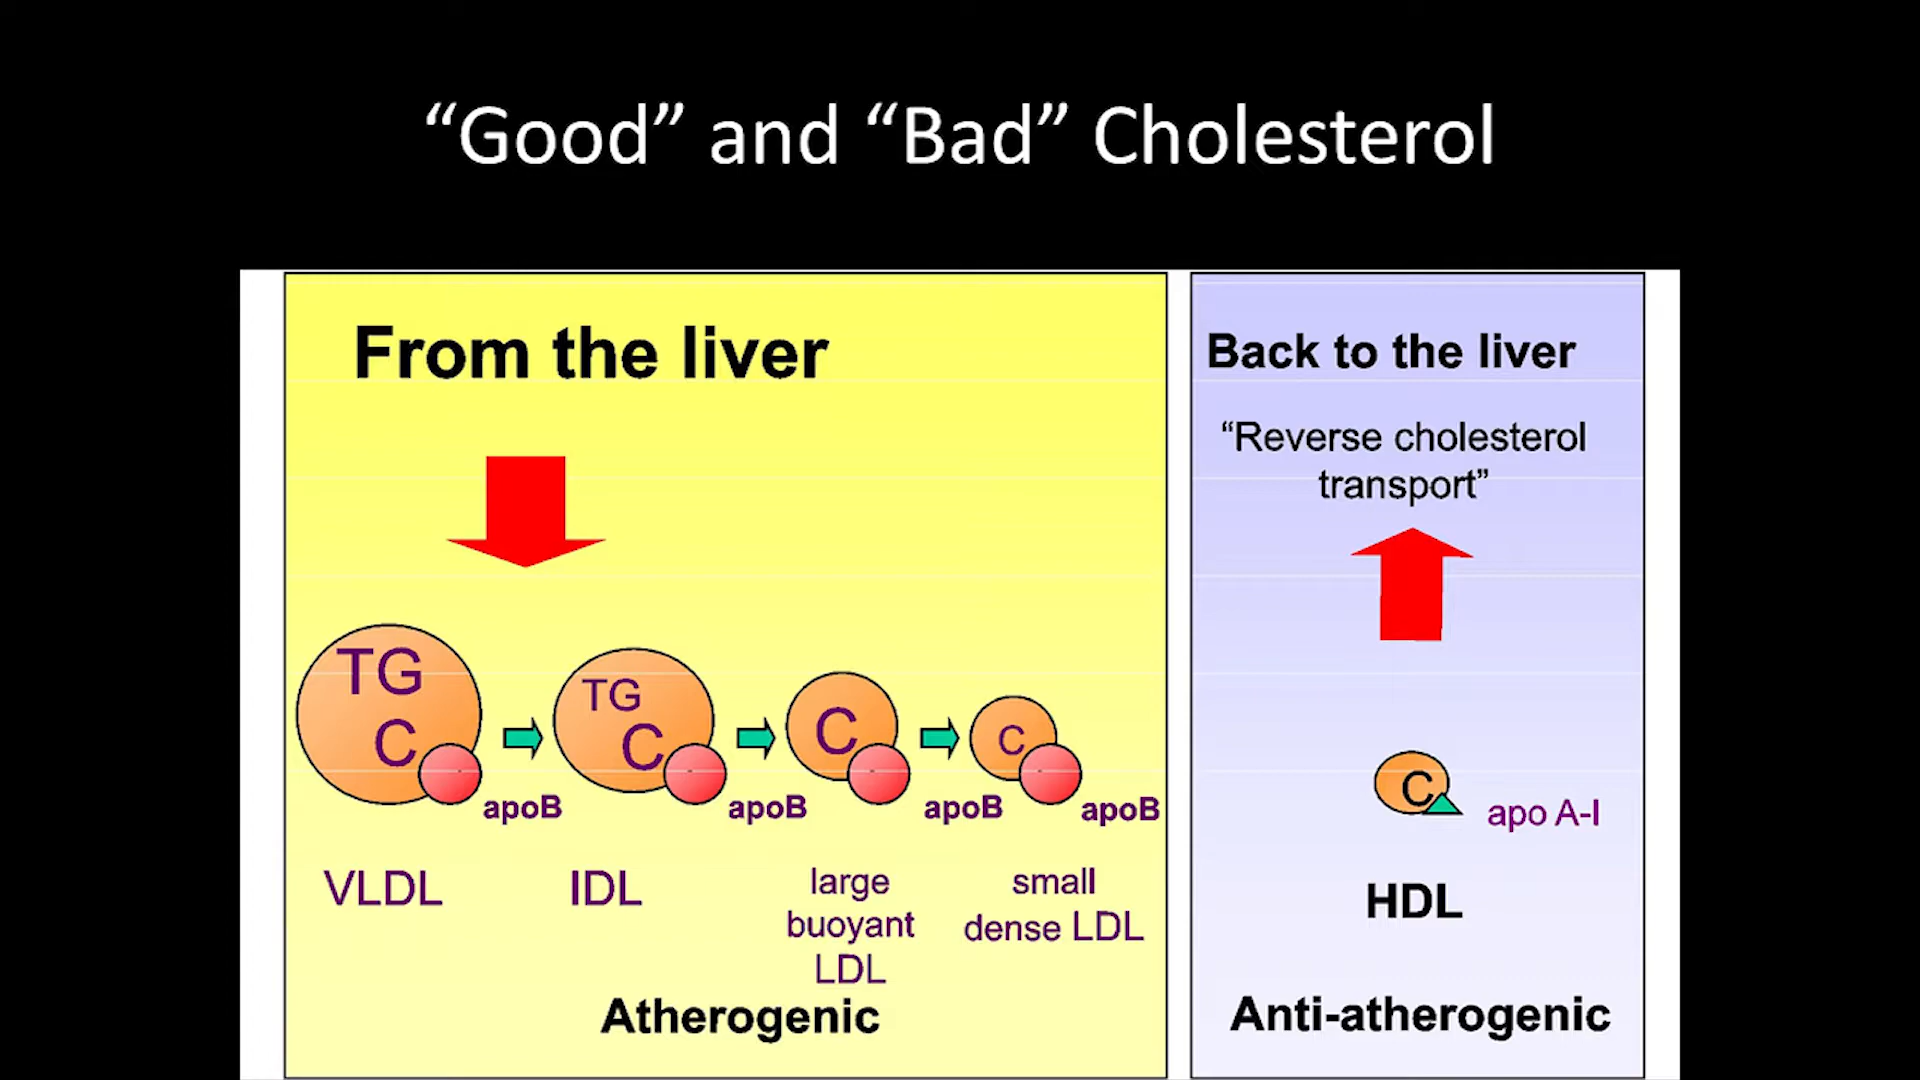 “Good” and “Bad” Cholesterol
From the liver
TG
C
apoB
VLDL
TG
C
apoB
IDL
C
apoB
large
buoyant
LDL
C
apoB
small
dense LDL
Atherogenic
Back to the liver
“Reverse cholesterol
transport”
C
apo A-I
HDL
Anti-atherogenic